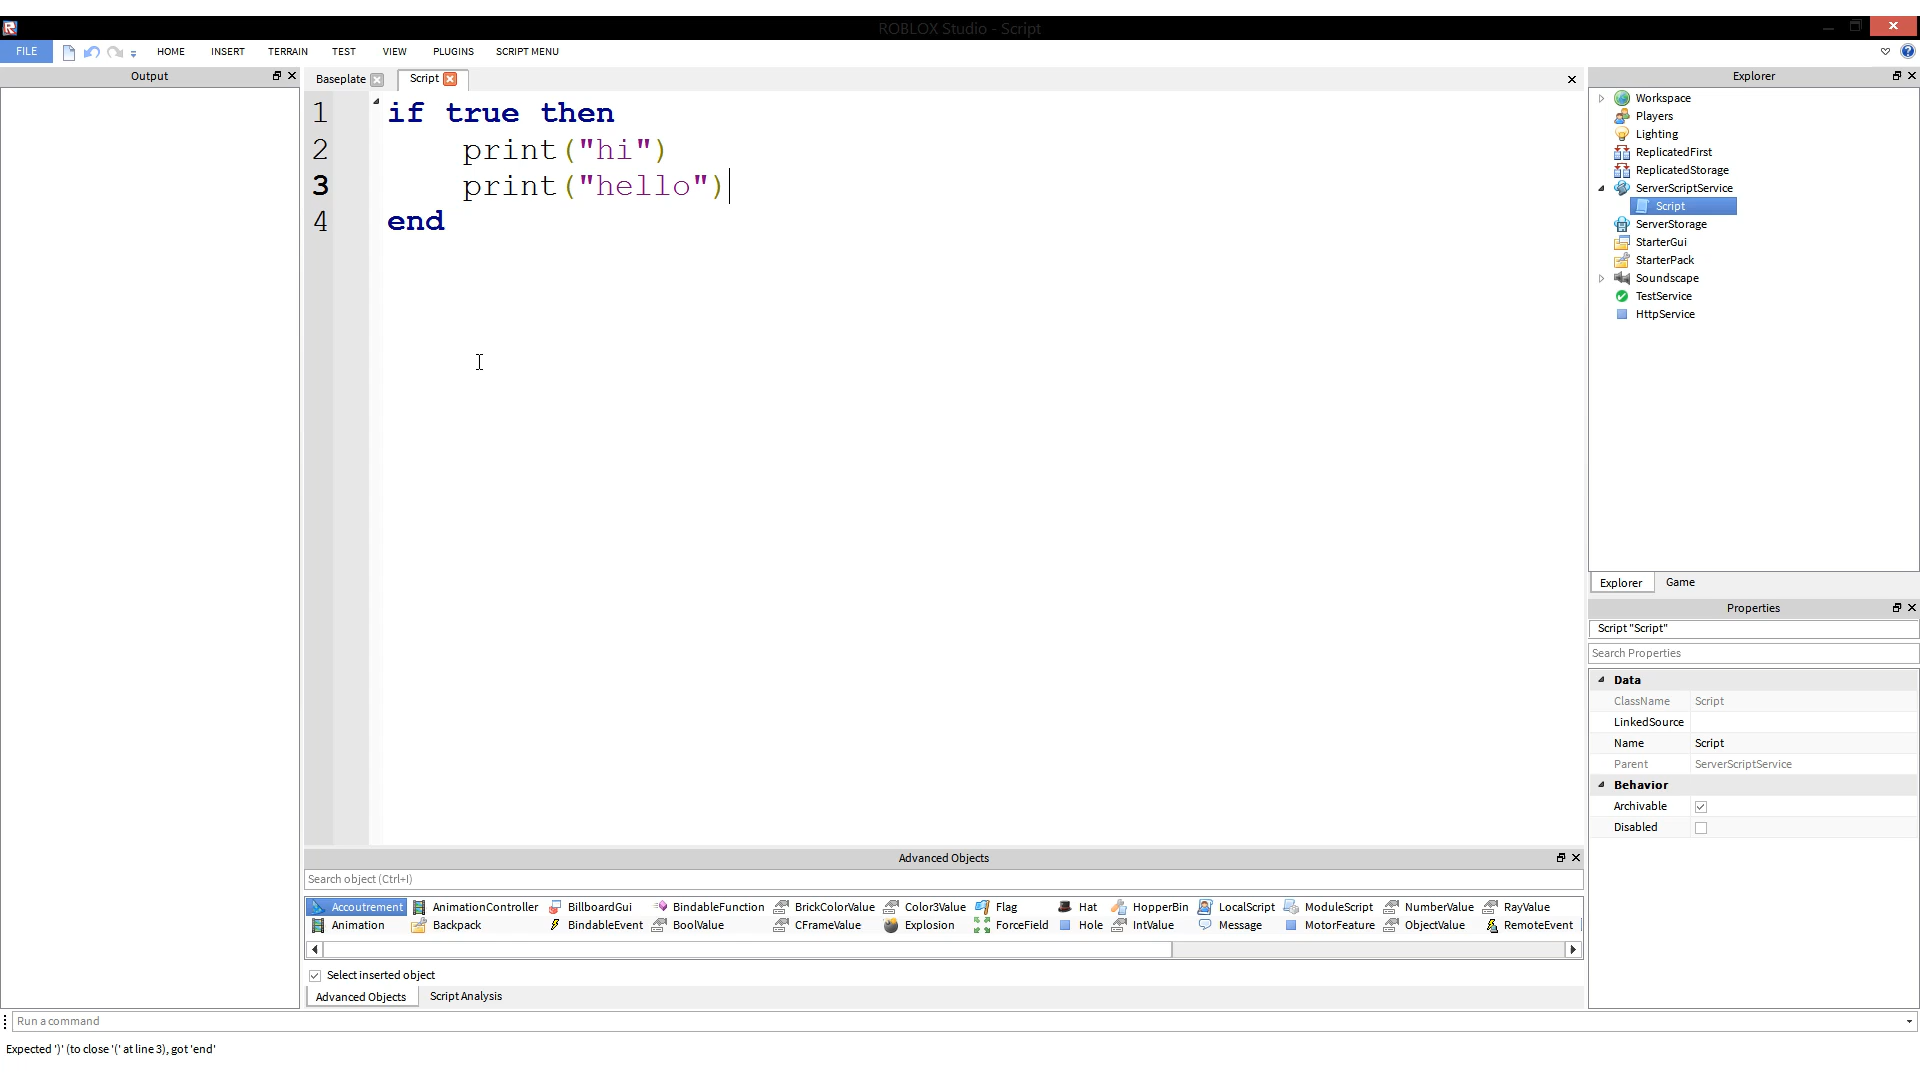 ROBLOX Studio - Script
FILE HOME INSERT TERRAIN TEST VIEW PLUGINS SCRIPT MENU
Output
Baseplate Script
1 if true then
2 print("hi")
3 print("hello")
4 end
Explorer
Workspace
Players
Lighting
ReplicatedFirst
ReplicatedStorage
ServerScriptService
Script
ServerStorage
StarterGui
StarterPack
Soundscape
TestService
HttpService
Explorer Game
Properties
Script "Script"
Search Properties
Data
ClassName Script
LinkedSource
Name Script
Parent ServerScriptService
Behavior
Archivable
Disabled
Advanced Objects
Search object (Ctrl+I)
Accoutrement AnimationController BillboardGui BindableFunction BrickColorValue Color3Value Flag Hat HopperBin LocalScript ModuleScript NumberValue RayValue
Animation Backpack BindableEvent BoolValue CFrameValue Explosion ForceField Hole IntValue Message MotorFeature ObjectValue RemoteEvent
Select inserted object
Advanced Objects Script Analysis
Run a command
Expected ')' (to close '(' at line 3), got 'end'